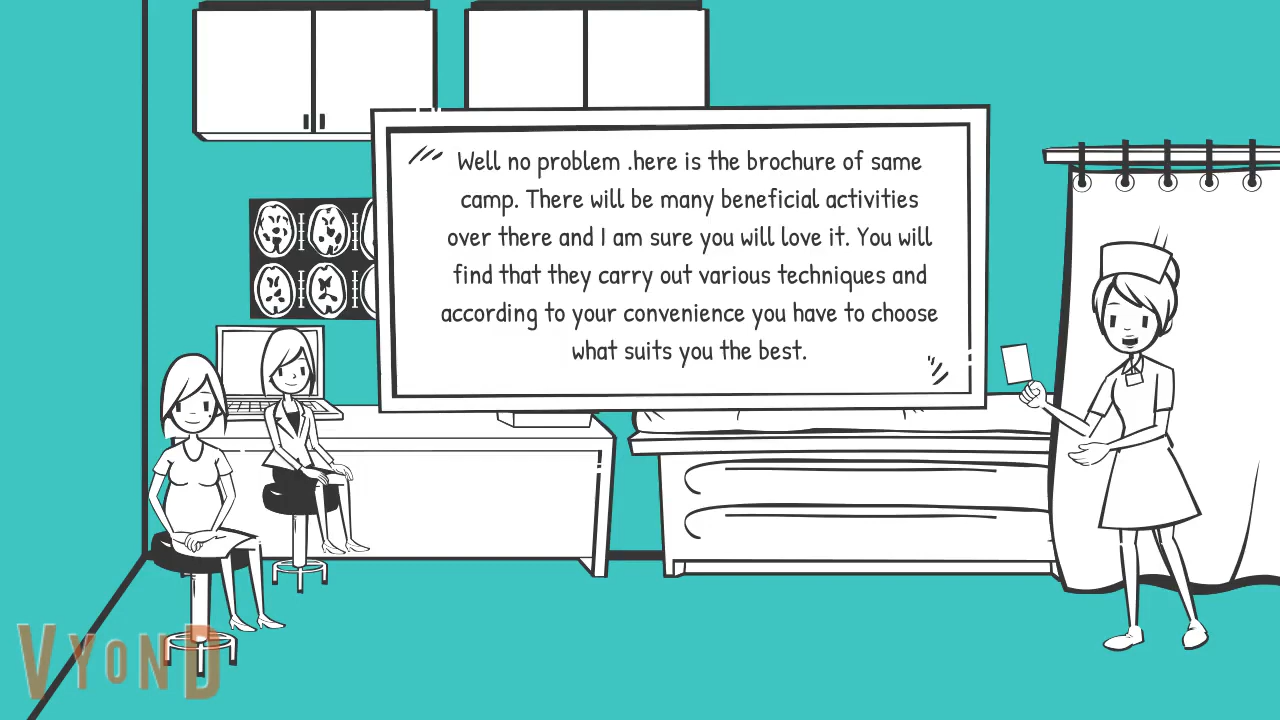 Well no problem .here is the brochure of same
camp. There will be many beneficial activities
over there and I am sure you will love it. You will
find that they carry out various techniques and
according to your convenience you have to choose
what suits you the best.
VYOND